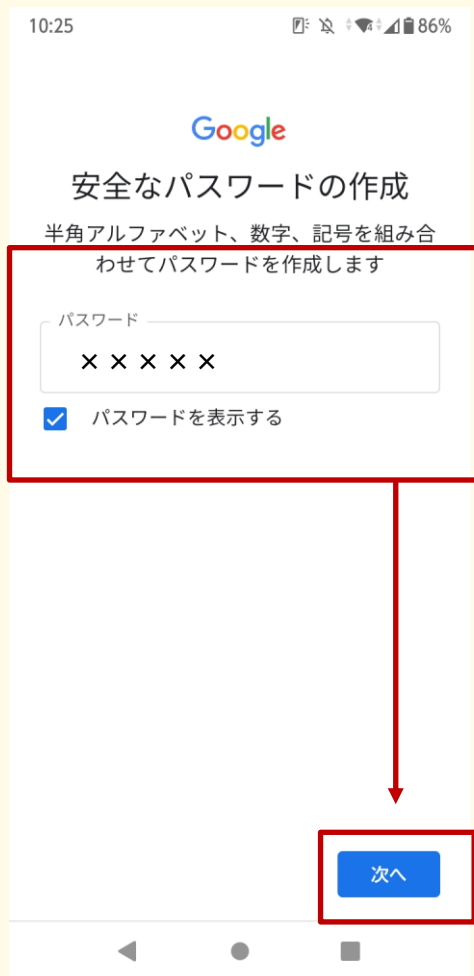 10:25 86%
Google
安全なパスワードの作成
半角アルファベット、数字、記号を組み合
わせてパスワードを作成します
パスワード
×××××
パスワードを表示する
次へ